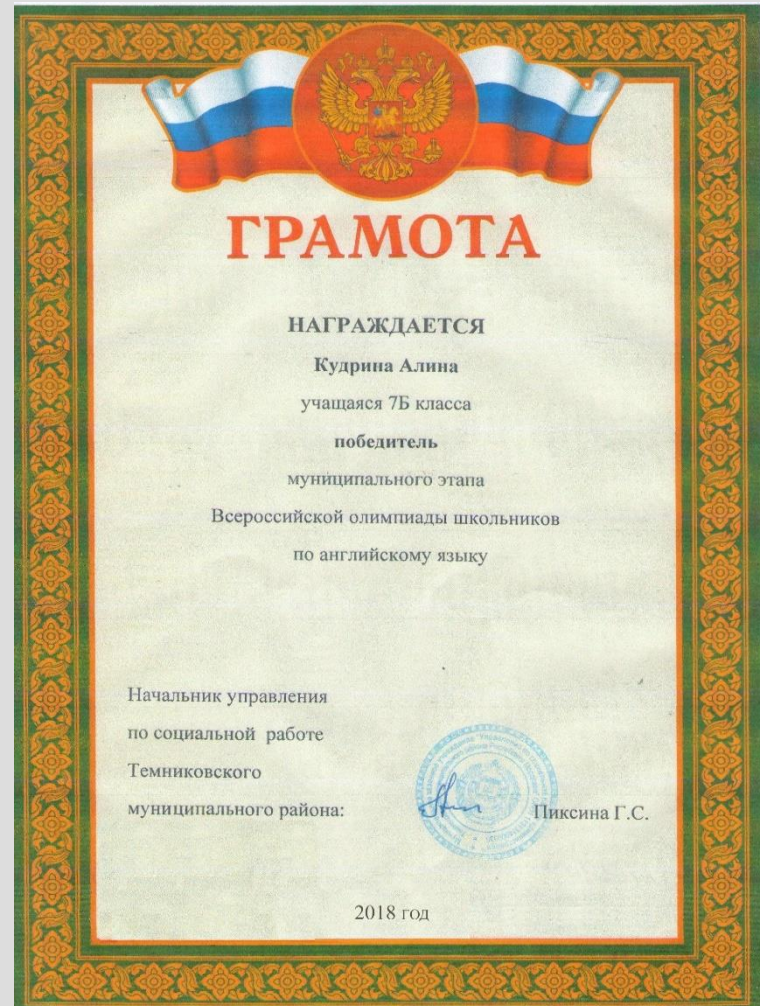 ГРАМОТА
НАГРАЖДАЕТСЯ
Кудрина Алина
учащаяся 7Б класса
победитель
муниципального этапа
Всероссийской олимпиады школьников
по английскому языку
Начальник управления
по социальной работе
Темниковского
муниципального района:
Пиксина Г.С.
2018 год